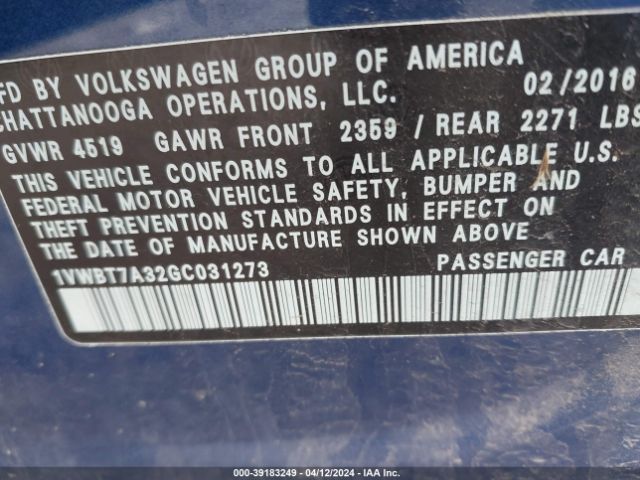 MFD BY VOLKSWAGEN GROUP OF AMERICA
CHATTANOOGA OPERATIONS, LLC. 02/2016
GVWR 4519 GAWR FRONT 2359 / REAR 2271 LBS
THIS VEHICLE CONFORMS TO ALL APPLICABLE U.S.
FEDERAL MOTOR VEHICLE SAFETY, BUMPER AND
THEFT PREVENTION STANDARDS IN EFFECT ON
THE DATE OF MANUFACTURE SHOWN ABOVE
1VWBT7A32GC031273 PASSENGER CAR
000-39183249 - 04/12/2024 - IAA Inc.